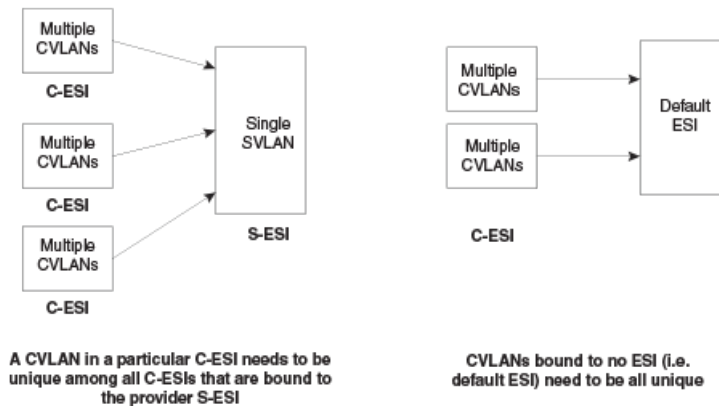 Multiple
CVLANs
C-ESI
Multiple
CVLANs
C-ESI
Multiple
CVLANs
C-ESI
Single
SVLAN
S-ESI
A CVLAN in a particular C-ESI needs to be
unique among all C-ESIs that are bound to
the provider S-ESI
Multiple
CVLANs
Multiple
CVLANs
C-ESI
Default
ESI
CVLANs bound to no ESI (i.e.
default ESI) need to be all unique